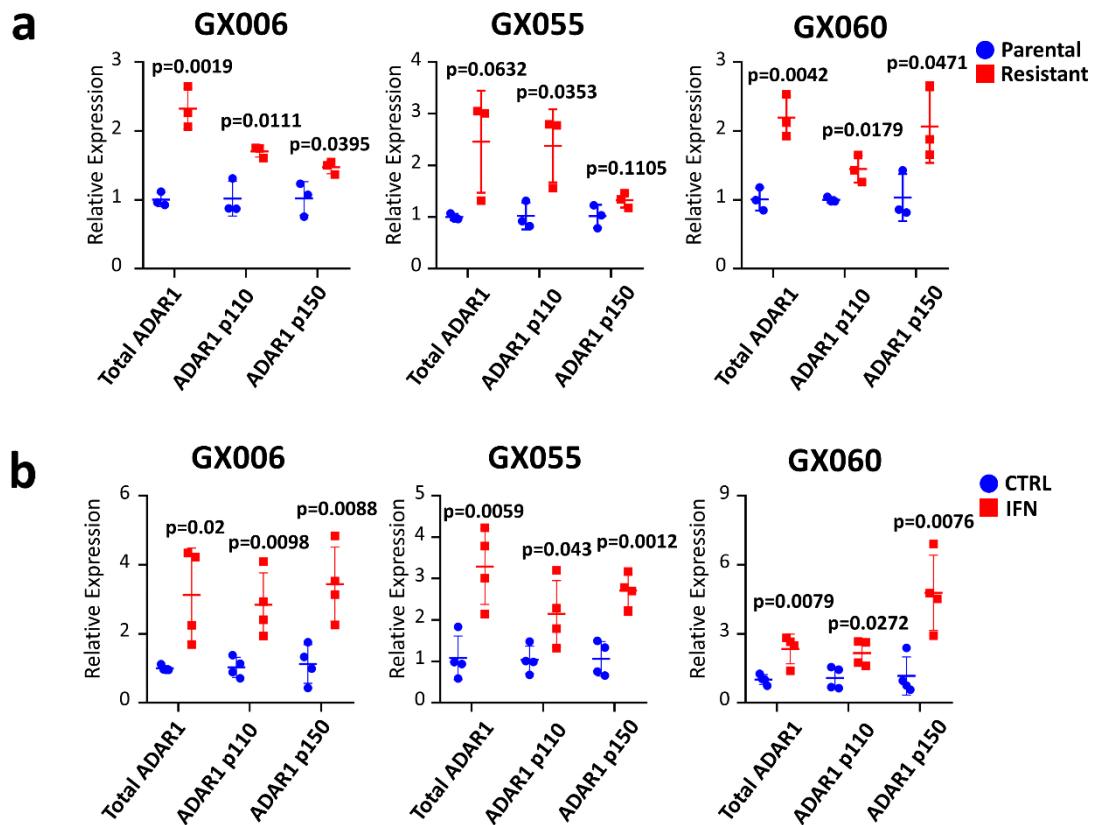 a
GX006
GX055
GX060
Parental
Resistant
Relative Expression
3
2
1
0
p=0.0019
p=0.0111
p=0.0395
Total ADAR1
ADAR1 p110
ADAR1 p150
Relative Expression
4
3
2
1
0
p=0.0632
p=0.0353
p=0.1105
Total ADAR1
ADAR1 p110
ADAR1 p150
Relative Expression
3
2
1
0
p=0.0042
p=0.0179
p=0.0471
Total ADAR1
ADAR1 p110
ADAR1 p150
b
GX006
GX055
GX060
CTRL
IFN
Relative Expression
6
4
2
0
p=0.02
p=0.0098
p=0.0088
Total ADAR1
ADAR1 p110
ADAR1 p150
Relative Expression
5
4
3
2
1
0
p=0.0059
p=0.043
p=0.0012
Total ADAR1
ADAR1 p110
ADAR1 p150
Relative Expression
9
6
3
0
p=0.0079
p=0.0272
p=0.0076
Total ADAR1
ADAR1 p110
ADAR1 p150